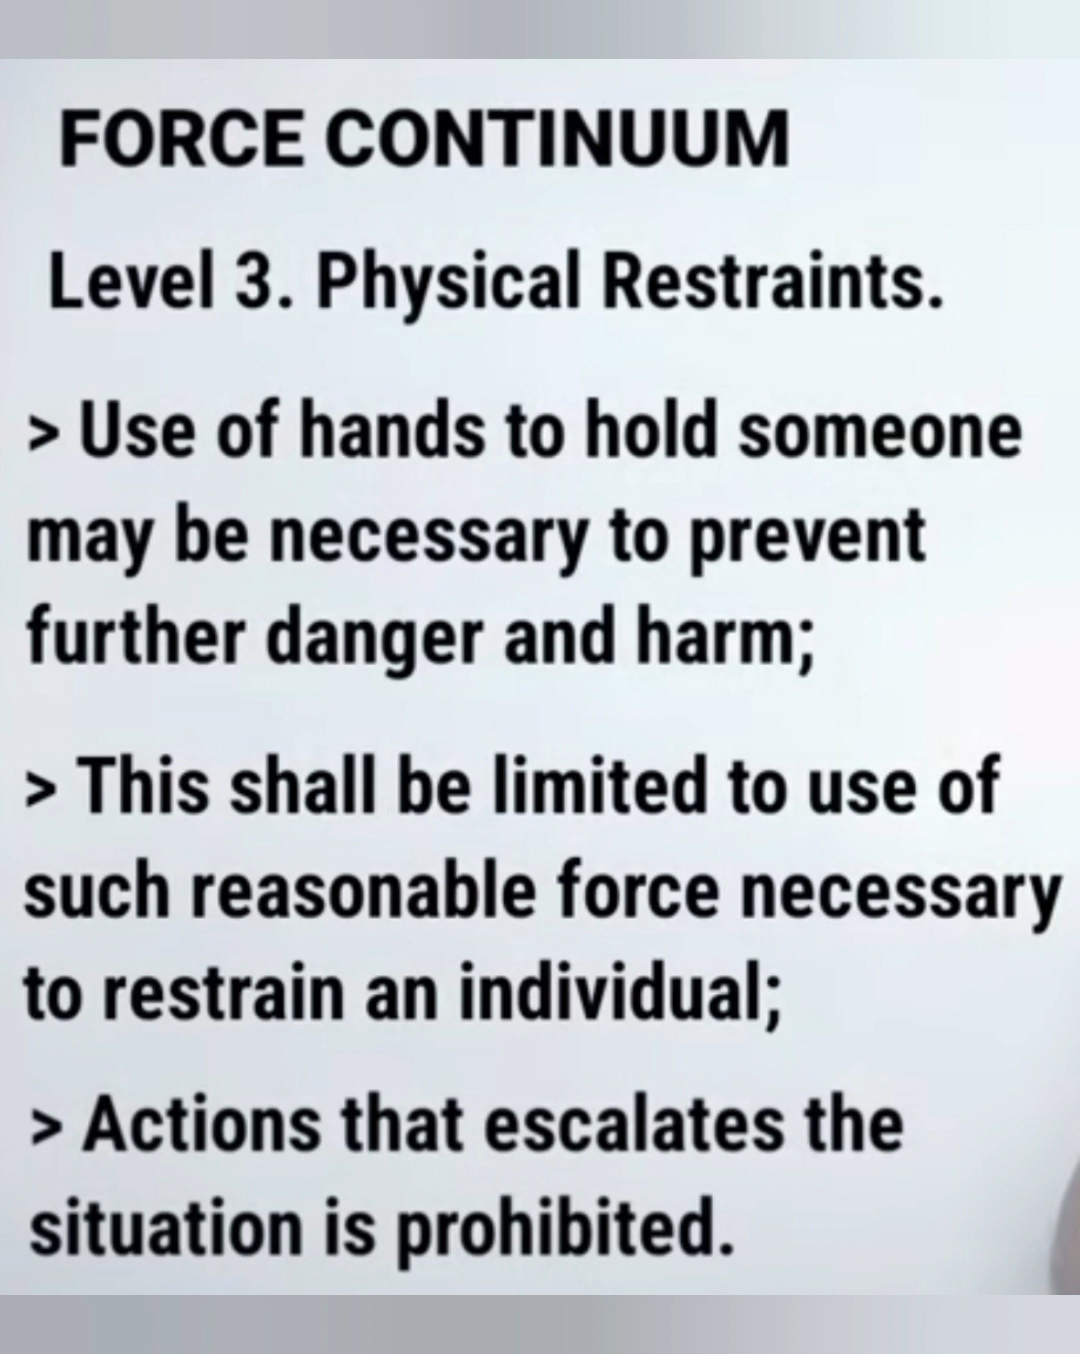 FORCE CONTINUUM
Level 3. Physical Restraints.
> Use of hands to hold someone
may be necessary to prevent
further danger and harm;
> This shall be limited to use of
such reasonable force necessary
to restrain an individual;
> Actions that escalates the
situation is prohibited.